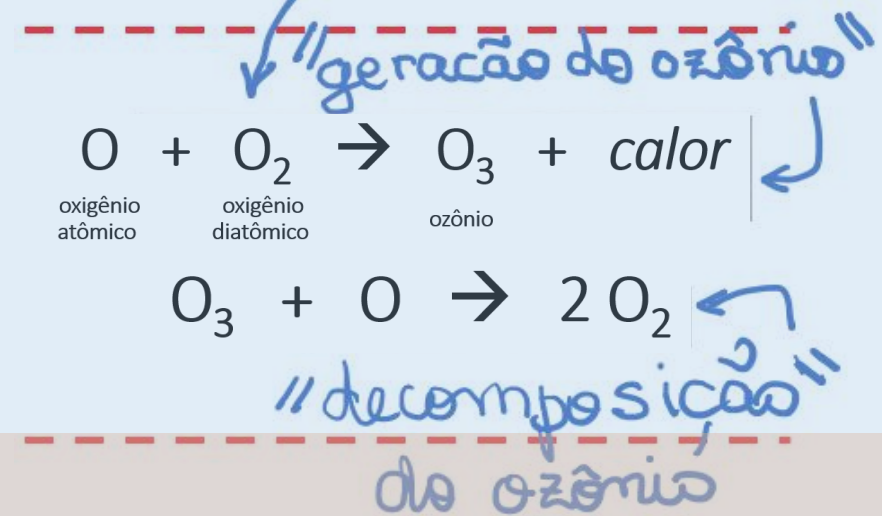 "geracão do ozônio"
O + O₂ → O₃ + calor
oxigênio atômico oxigênio diatômico ozônio
O₃ + O → 2 O₂
"decomposição"
do ozônio